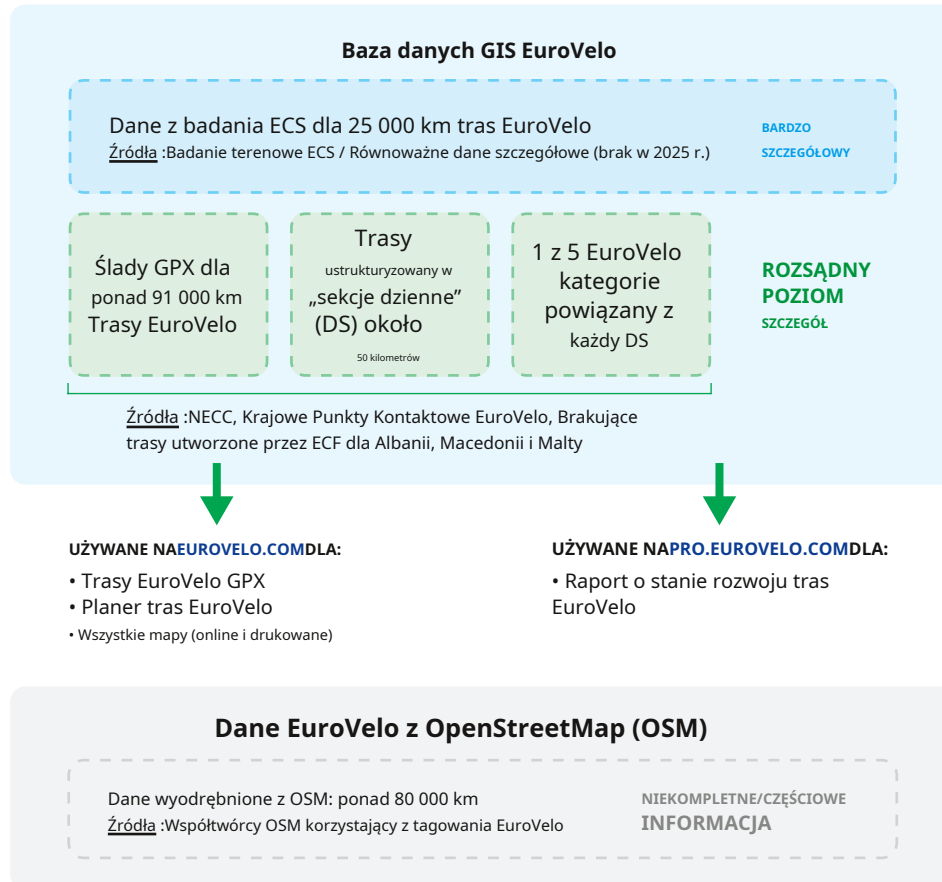 Baza danych GIS EuroVelo
Dane z badania ECS dla 25 000 km tras EuroVelo
Źródła :Badanie terenowe ECS / Równoważne dane szczegółowe (brak w 2025 r.)
BARDZO
SZCZEGÓŁOWY
Ślady GPX dla
ponad 91 000 km
Trasy EuroVelo
Trasy
ustrukturyzowany w
„sekcje dzienne”
(DS) około
50 kilometrów
1 z 5 EuroVelo
kategorie
powiązany z
każdy DS
ROZSĄDNY
POZIOM
SZCZEGÓŁ
Źródła :NECC, Krajowe Punkty Kontaktowe EuroVelo, Brakujące
trasy utworzone przez ECF dla Albanii, Macedonii i Malty
UŻYWANE NAEUROVELO.COMDLA:
• Trasy EuroVelo GPX
• Planer tras EuroVelo
• Wszystkie mapy (online i drukowane)
UŻYWANE NAPRO.EUROVELO.COMDLA:
• Raport o stanie rozwoju tras
EuroVelo
Dane EuroVelo z OpenStreetMap (OSM)
Dane wyodrębnione z OSM: ponad 80 000 km
Źródła :Współtwórcy OSM korzystający z tagowania EuroVelo
NIEKOMPLETNE/CZĘŚCIOWE
INFORMACJA